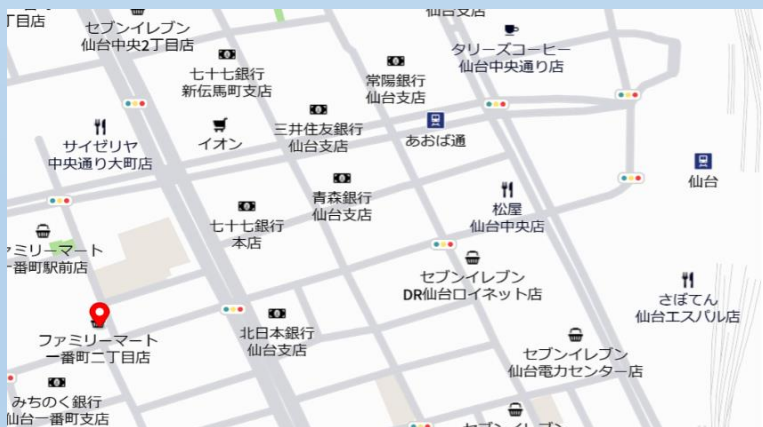 丁目店
セブンイレブン
仙台中央2丁目店
仙台支店
タリーズコーヒー
仙台中央通り店
七十七銀行
新伝馬町支店
常陽銀行
仙台支店
サイゼリヤ
中央通り大町店
イオン
三井住友銀行
仙台支店
あおば通
仙台
青森銀行
仙台支店
松屋
仙台中央店
七十七銀行
本店
ァミリーマート
一番町駅前店
セブンイレブン
DR仙台ロイネット店
さぼてん
仙台エスパル店
ファミリーマート
一番町二丁目店
北日本銀行
仙台支店
セブンイレブン
仙台電力センター店
みちのく銀行
仙台一番町支店
セブンイレブン